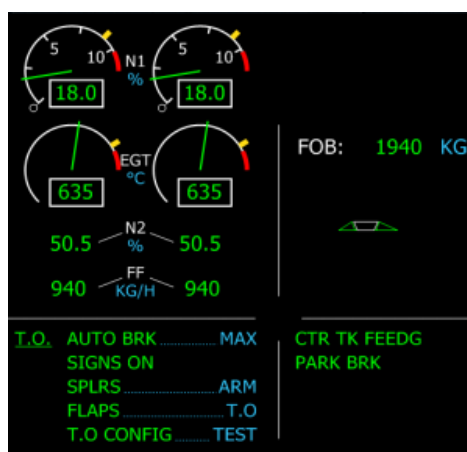 5 10 N1 5 10
%
18.0 18.0
EGT
°C
635 635
FOB: 1940 KG
50.5 N2 50.5
%
940 FF 940
KG/H
T.O. AUTO BRK ........... MAX
SIGNS ON
SPLRS ................ ARM
FLAPS ................ T.O
T.O CONFIG ........ TEST
CTR TK FEEDG
PARK BRK